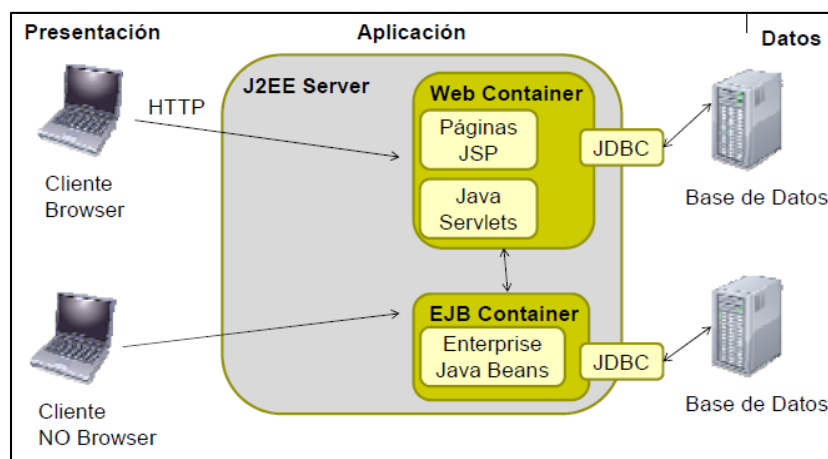 Presentación
Aplicación
Datos
J2EE Server
Web Container
HTTP
Páginas
JSP
JDBC
Java
Servlets
Cliente
Browser
Base de Datos
EJB Container
Enterprise
Java Beans
JDBC
Cliente
NO Browser
Base de Datos